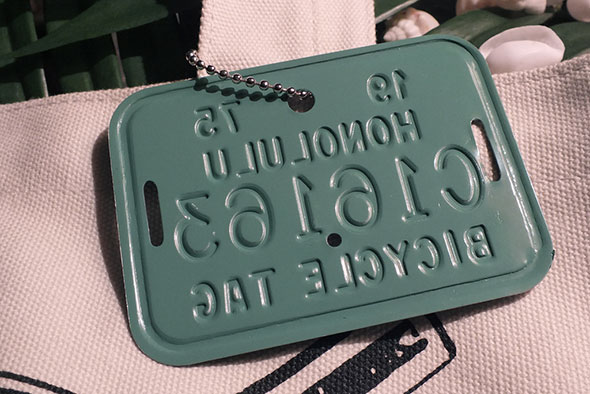 19 75
HONOLULU
C16163
BICYCLE TAG